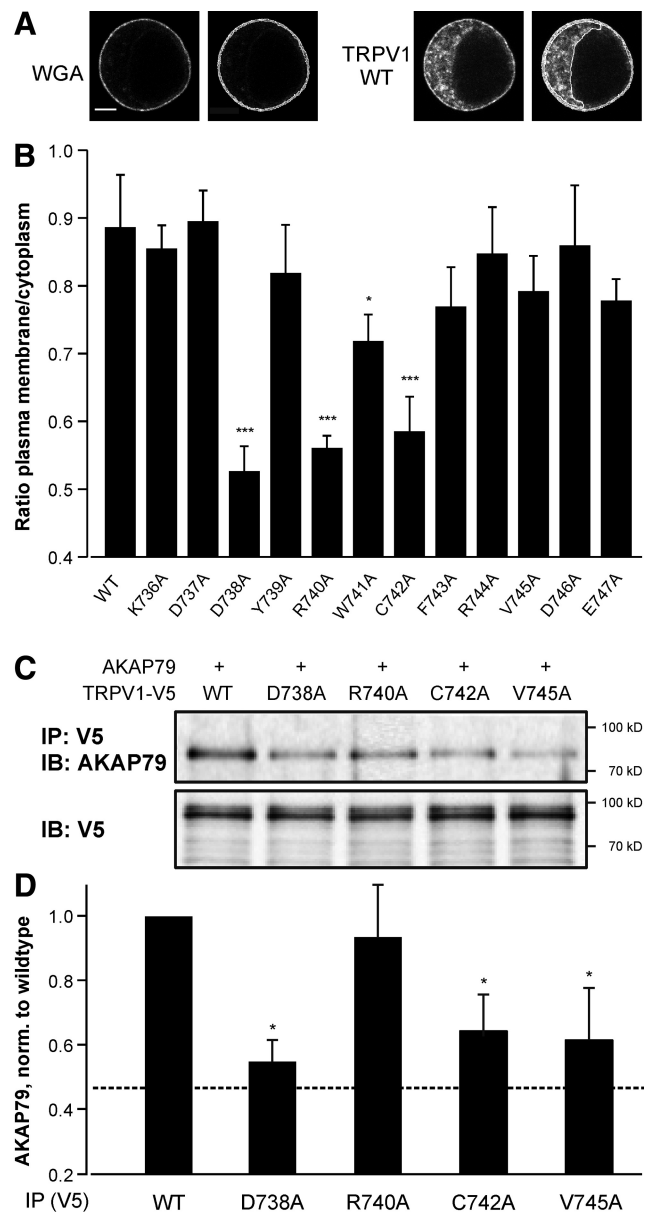 A
WGA
TRPV1
WT
B
Ratio plasma membrane/cytoplasm
1.0
0.9
0.8
0.7
0.6
0.5
0.4
***
***
*
***
WT
K736A
D737A
D738A
Y739A
R740A
W741A
C742A
F743A
R744A
V745A
D746A
E747A
C
AKAP79 + + + + +
TRPV1-V5 WT D738A R740A C742A V745A
IP: V5
IB: AKAP79
100 kD
70 kD
IB: V5
100 kD
70 kD
D
AKAP79, norm. to wildtype
1.0
0.8
0.6
0.4
0.2
*
*
*
IP (V5) WT D738A R740A C742A V745A